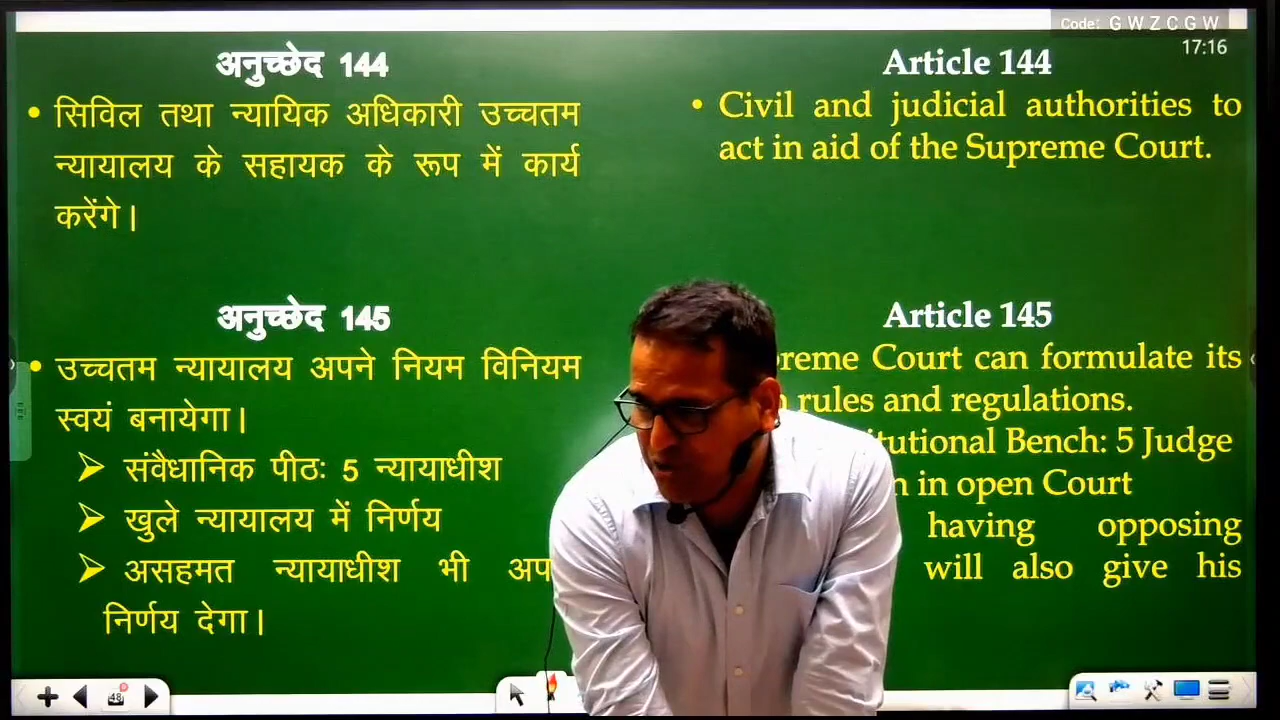 Code: G W Z C G W
17:16
अनुच्छेद 144
• सिविल तथा न्यायिक अधिकारी उच्चतम
न्यायालय के सहायक के रूप में कार्य
करेंगे।
अनुच्छेद 145
• उच्चतम न्यायालय अपने नियम विनियम
स्वयं बनायेगा।
➢ संवैधानिक पीठः 5 न्यायाधीश
➢ खुले न्यायालय में निर्णय
➢ असहमत न्यायाधीश भी
निर्णय देगा।
Article 144
• Civil and judicial authorities to
act in aid of the Supreme Court.
Article 145
Court can formulate its
rules and regulations.
Bench: 5 Judge
in open Court
having opposing
will also give his
48